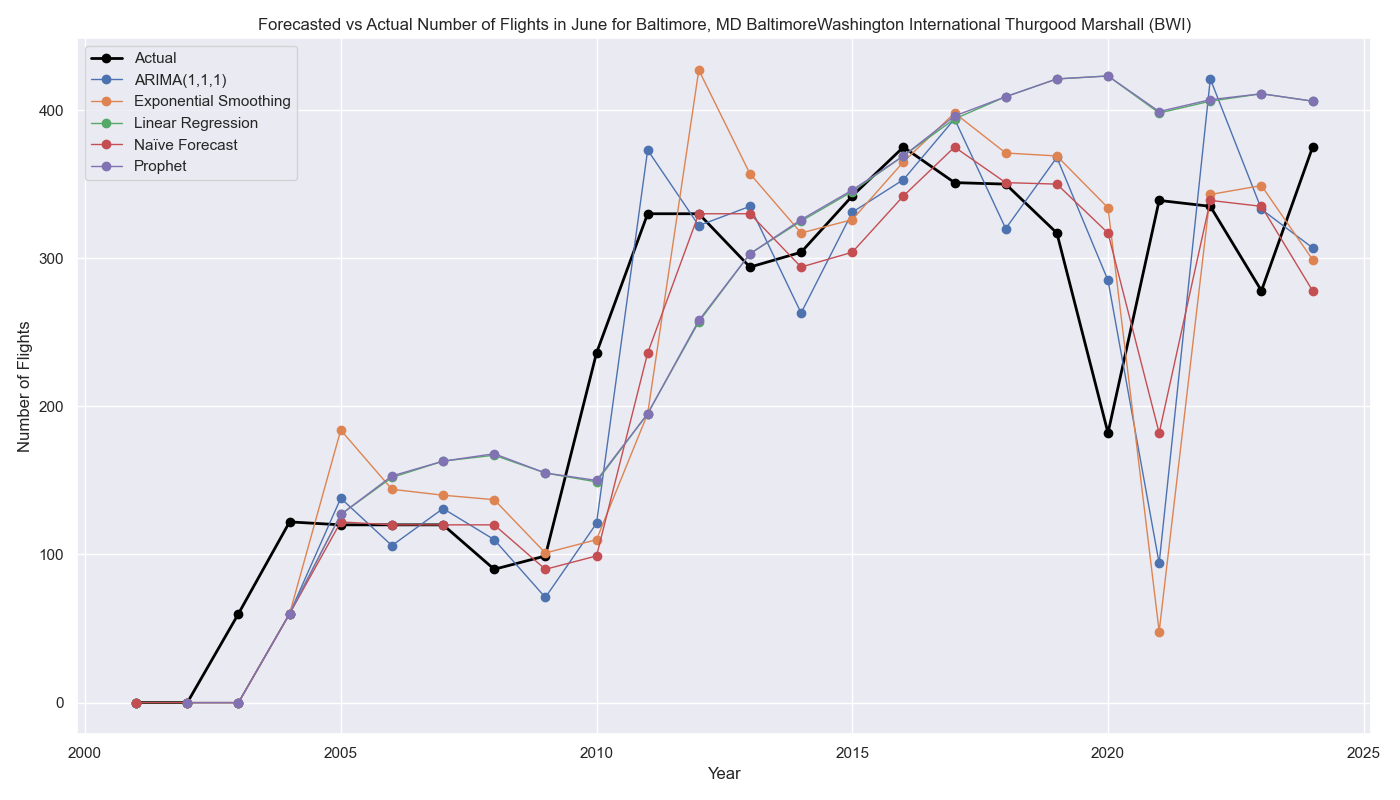 Forecasted vs Actual Number of Flights in June for Baltimore, MD BaltimoreWashington International Thurgood Marshall (BWI)
Actual
ARIMA(1,1,1)
Exponential Smoothing
Linear Regression
Naïve Forecast
Prophet
Number of Flights
400
300
200
100
0
2000 2005 2010 2015 2020 2025
Year